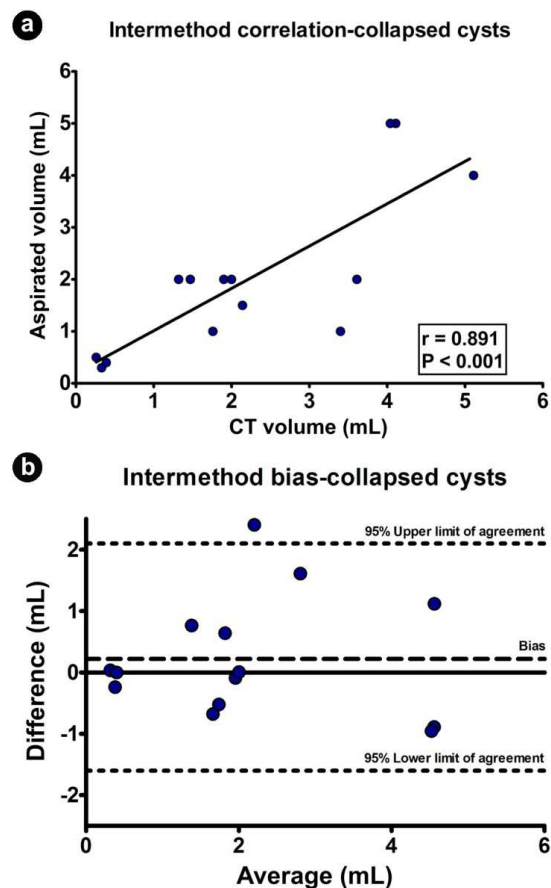 a
Intermethod correlation-collapsed cysts
6
5
4
3
2
1
0
Aspirated volume (mL)
r = 0.891
P < 0.001
0 1 2 3 4 5 6
CT volume (mL)
b
Intermethod bias-collapsed cysts
95% Upper limit of agreement
2
1
Bias
0
-1
95% Lower limit of agreement
-2
Difference (mL)
0 2 4 6
Average (mL)